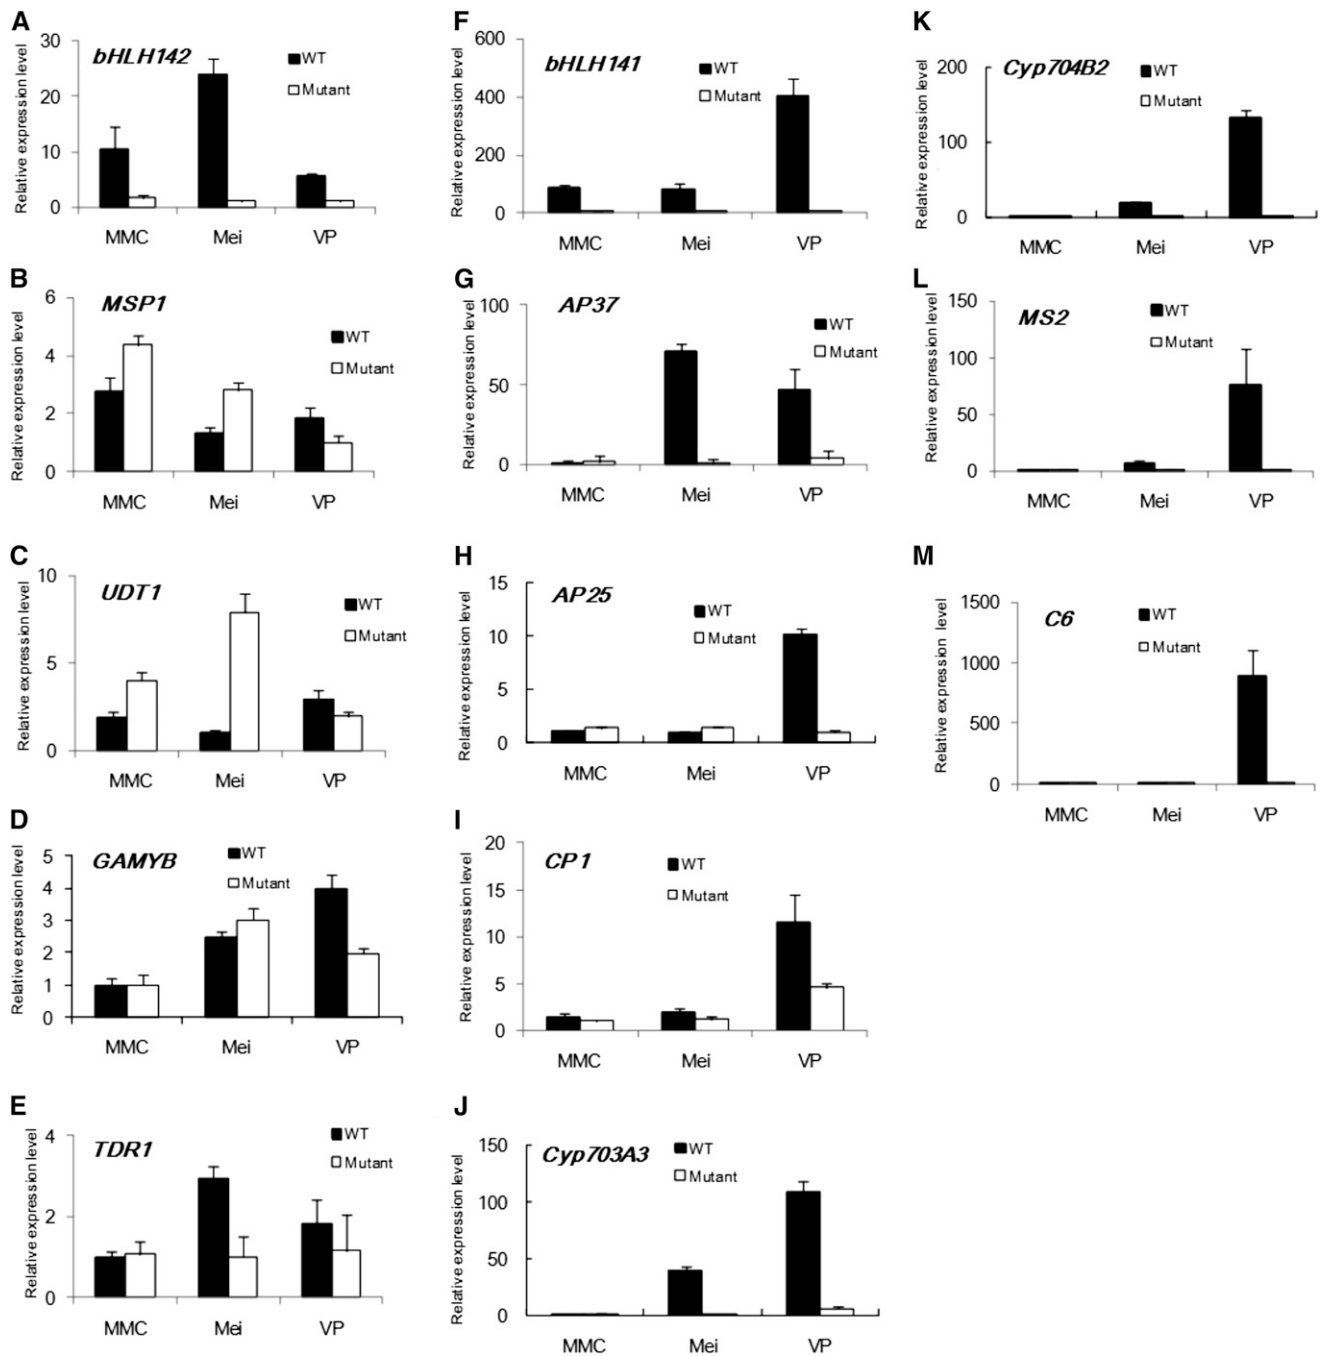 A
bHLH142
WT
Mutant
Relative expression level
30
20
10
0
MMC Mei VP
B
MSP1
WT
Mutant
Relative expression level
6
4
2
0
MMC Mei VP
C
UDT1
WT
Mutant
Relative expression level
10
5
0
MMC Mei VP
D
GAMYB
WT
Mutant
Relative expression level
5
4
3
2
1
0
MMC Mei VP
E
TDR1
WT
Mutant
Relative expression level
4
2
0
MMC Mei VP
F
bHLH141
WT
Mutant
Relative expression level
600
400
200
0
MMC Mei VP
G
AP37
WT
Mutant
Relative expression level
100
50
0
MMC Mei VP
H
AP25
WT
Mutant
Relative expression level
15
10
5
0
MMC Mei VP
I
CP1
WT
Mutant
Relative expression level
20
15
10
5
0
MMC Mei VP
J
Cyp703A3
WT
Mutant
Relative expression level
150
100
50
0
MMC Mei VP
K
Cyp704B2
WT
Mutant
Relative expression level
200
100
0
MMC Mei VP
L
MS2
WT
Mutant
Relative expression level
150
100
50
0
MMC Mei VP
M
C6
WT
Mutant
Relative expression level
1500
1000
500
0
MMC Mei VP